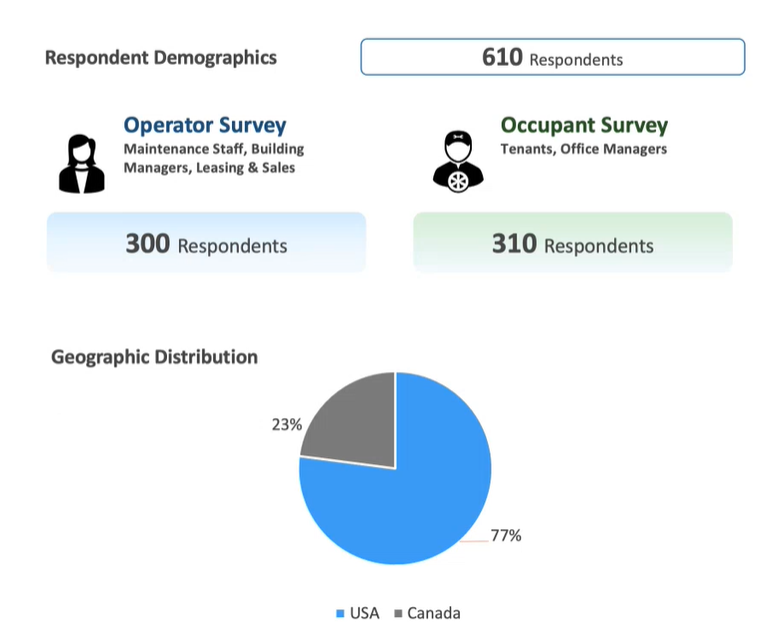 Respondent Demographics
610 Respondents
Operator Survey
Maintenance Staff, Building
Managers, Leasing & Sales
300 Respondents
Occupant Survey
Tenants, Office Managers
310 Respondents
Geographic Distribution
23%
77%
USA
Canada